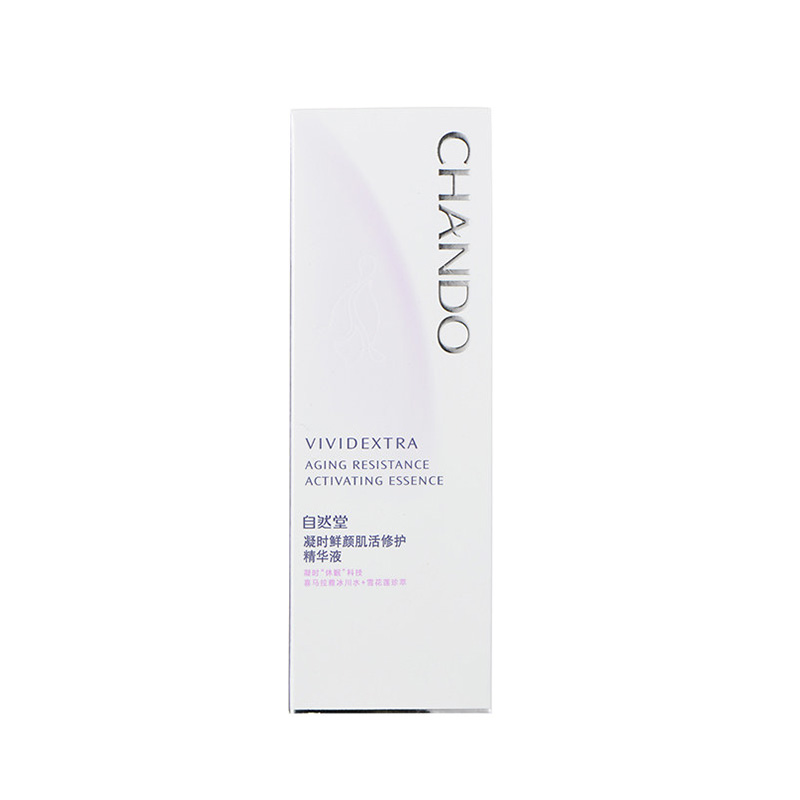 CHANDO
VIVIDEXTRA
AGING RESISTANCE
ACTIVATING ESSENCE
自然堂
凝时鲜颜肌活修护
精华液
凝时“休眠”科技
喜马拉雅冰川水+雪花莲珍萃